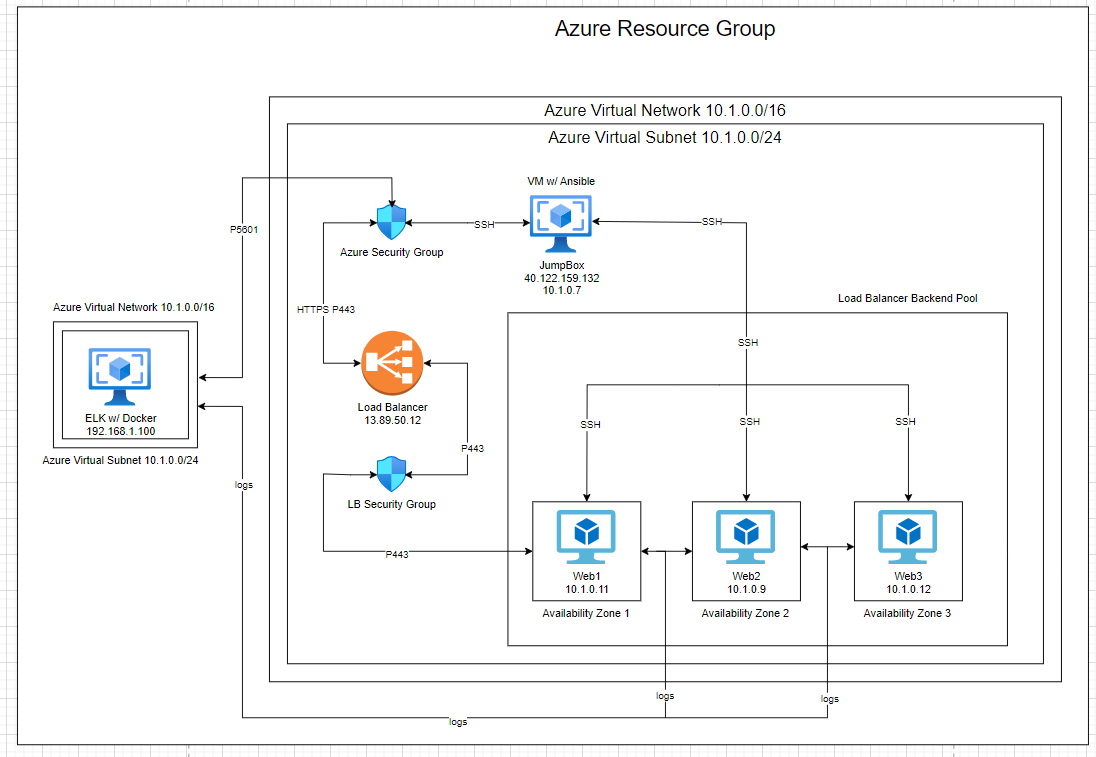 Azure Resource Group
Azure Virtual Network 10.1.0.0/16
Azure Virtual Subnet 10.1.0.0/24
VM w/ Ansible
P5601
SSH
SSH
Azure Security Group
JumpBox
40.122.159.132
10.1.0.7
Load Balancer Backend Pool
Azure Virtual Network 10.1.0.0/16
HTTPS P443
SSH
ELK w/ Docker
192.168.1.100
Azure Virtual Subnet 10.1.0.0/24
Load Balancer
13.89.50.12
SSH
SSH
SSH
P443
logs
LB Security Group
P443
Web1
10.1.0.11
Availability Zone 1
Web2
10.1.0.9
Availability Zone 2
Web3
10.1.0.12
Availability Zone 3
logs
logs
logs